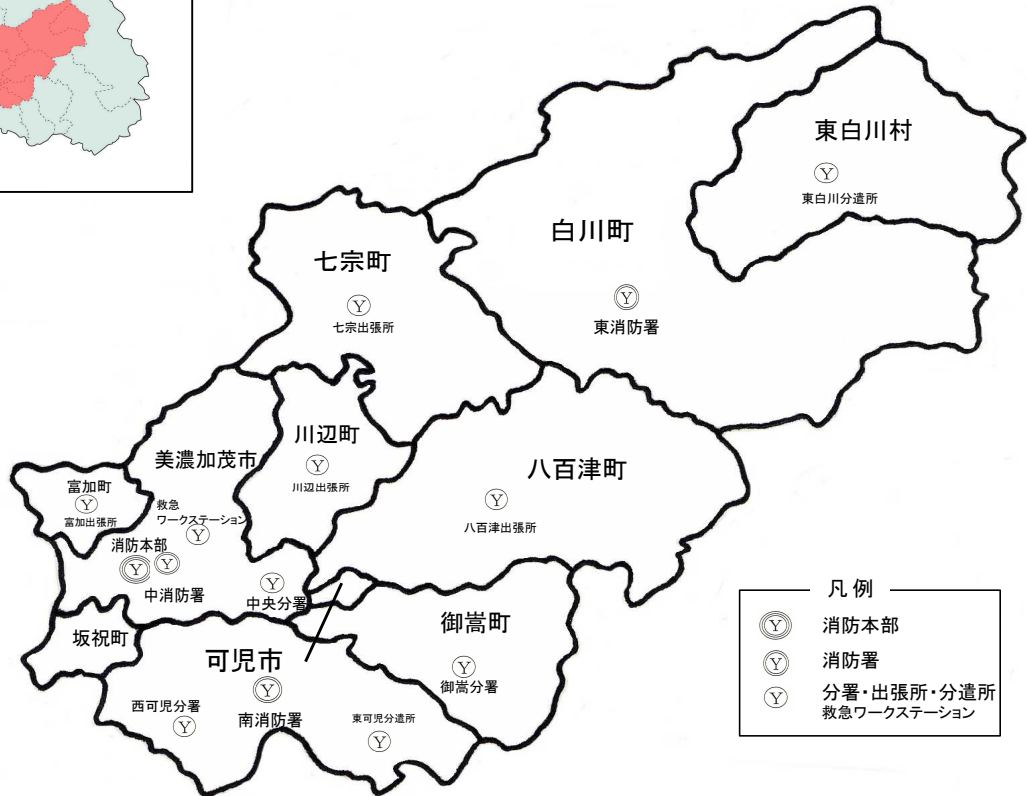 東白川村
Y
東白川分遣所
白川町
Y
東消防署
七宗町
Y
七宗出張所
川辺町
Y
川辺出張所
美濃加茂市
救急
ワークステーション
Y
富加町
Y
富加出張所
八百津町
Y
八百津出張所
消防本部
Y
Y
中消防署
Y
中央分署
坂祝町
御嵩町
Y
御嵩分署
可児市
Y
南消防署
西可児分署
Y
東可児分遣所
Y
凡例
Y 消防本部
Y 消防署
Y 分署・出張所・分遣所
救急ワークステーション